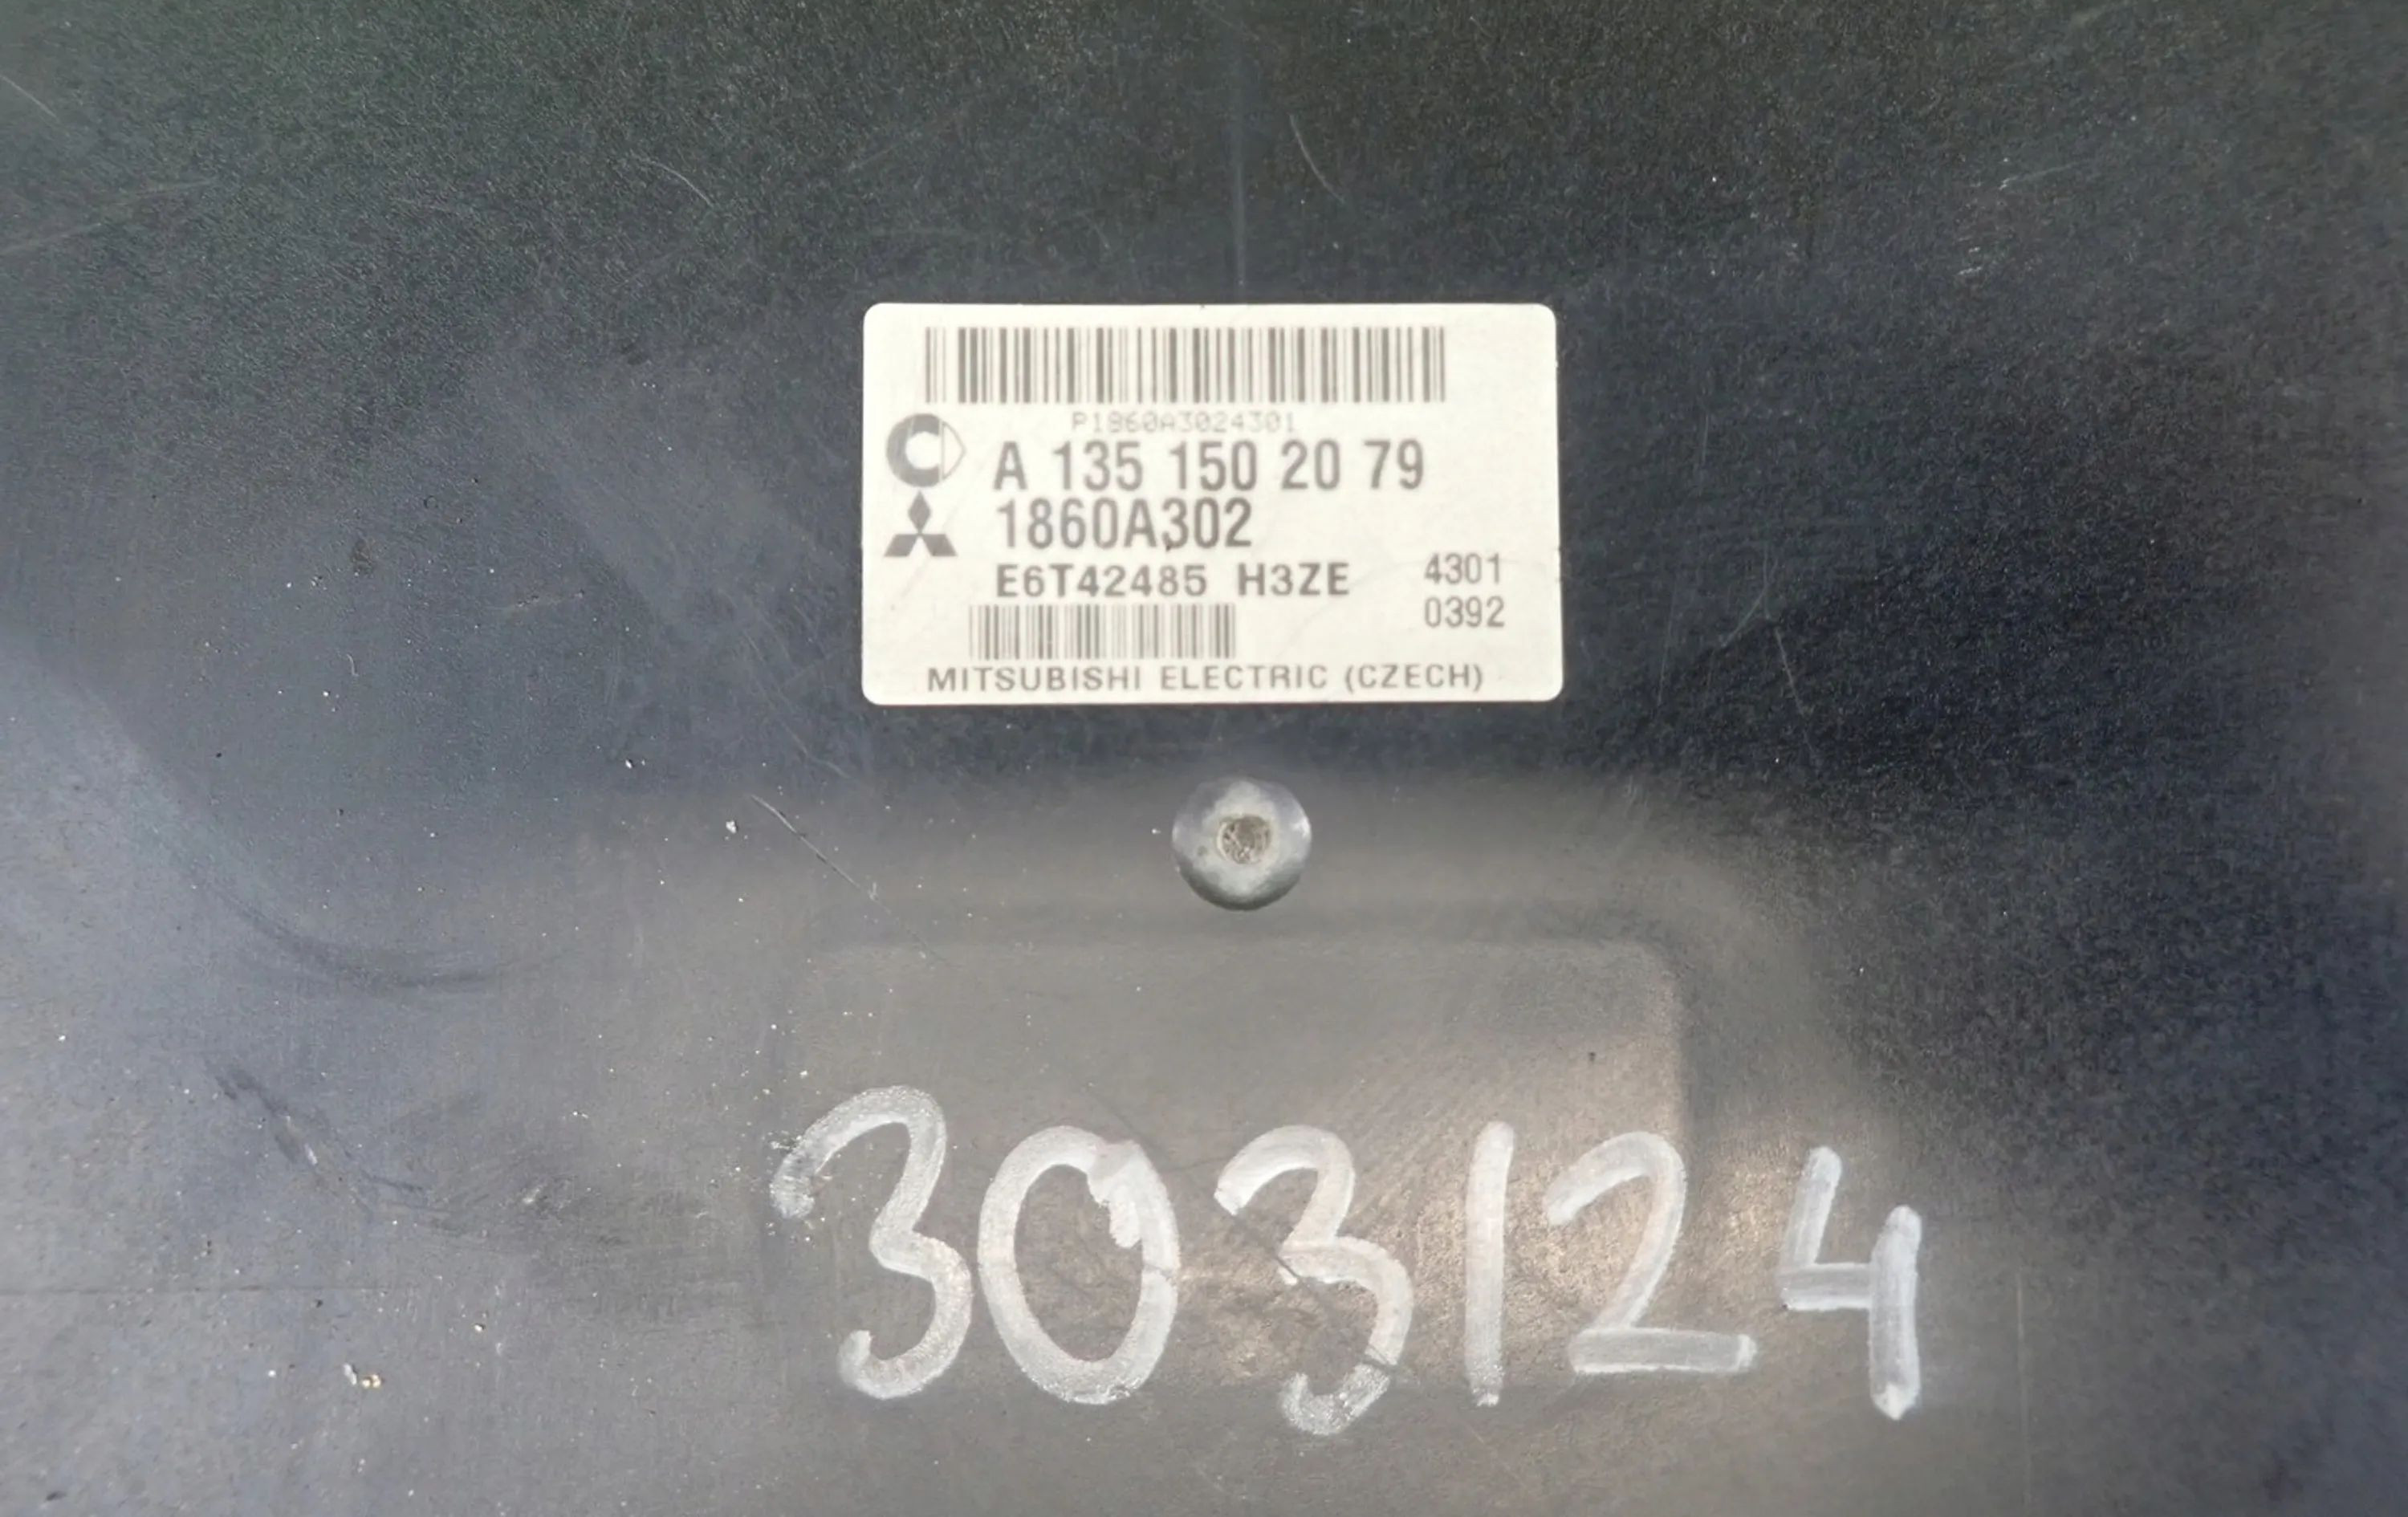 P1860A3024301
A 135 150 20 79
1860A302
E6T42485 H3ZE
4301
0392
MITSUBISHI ELECTRIC (CZECH)
303124